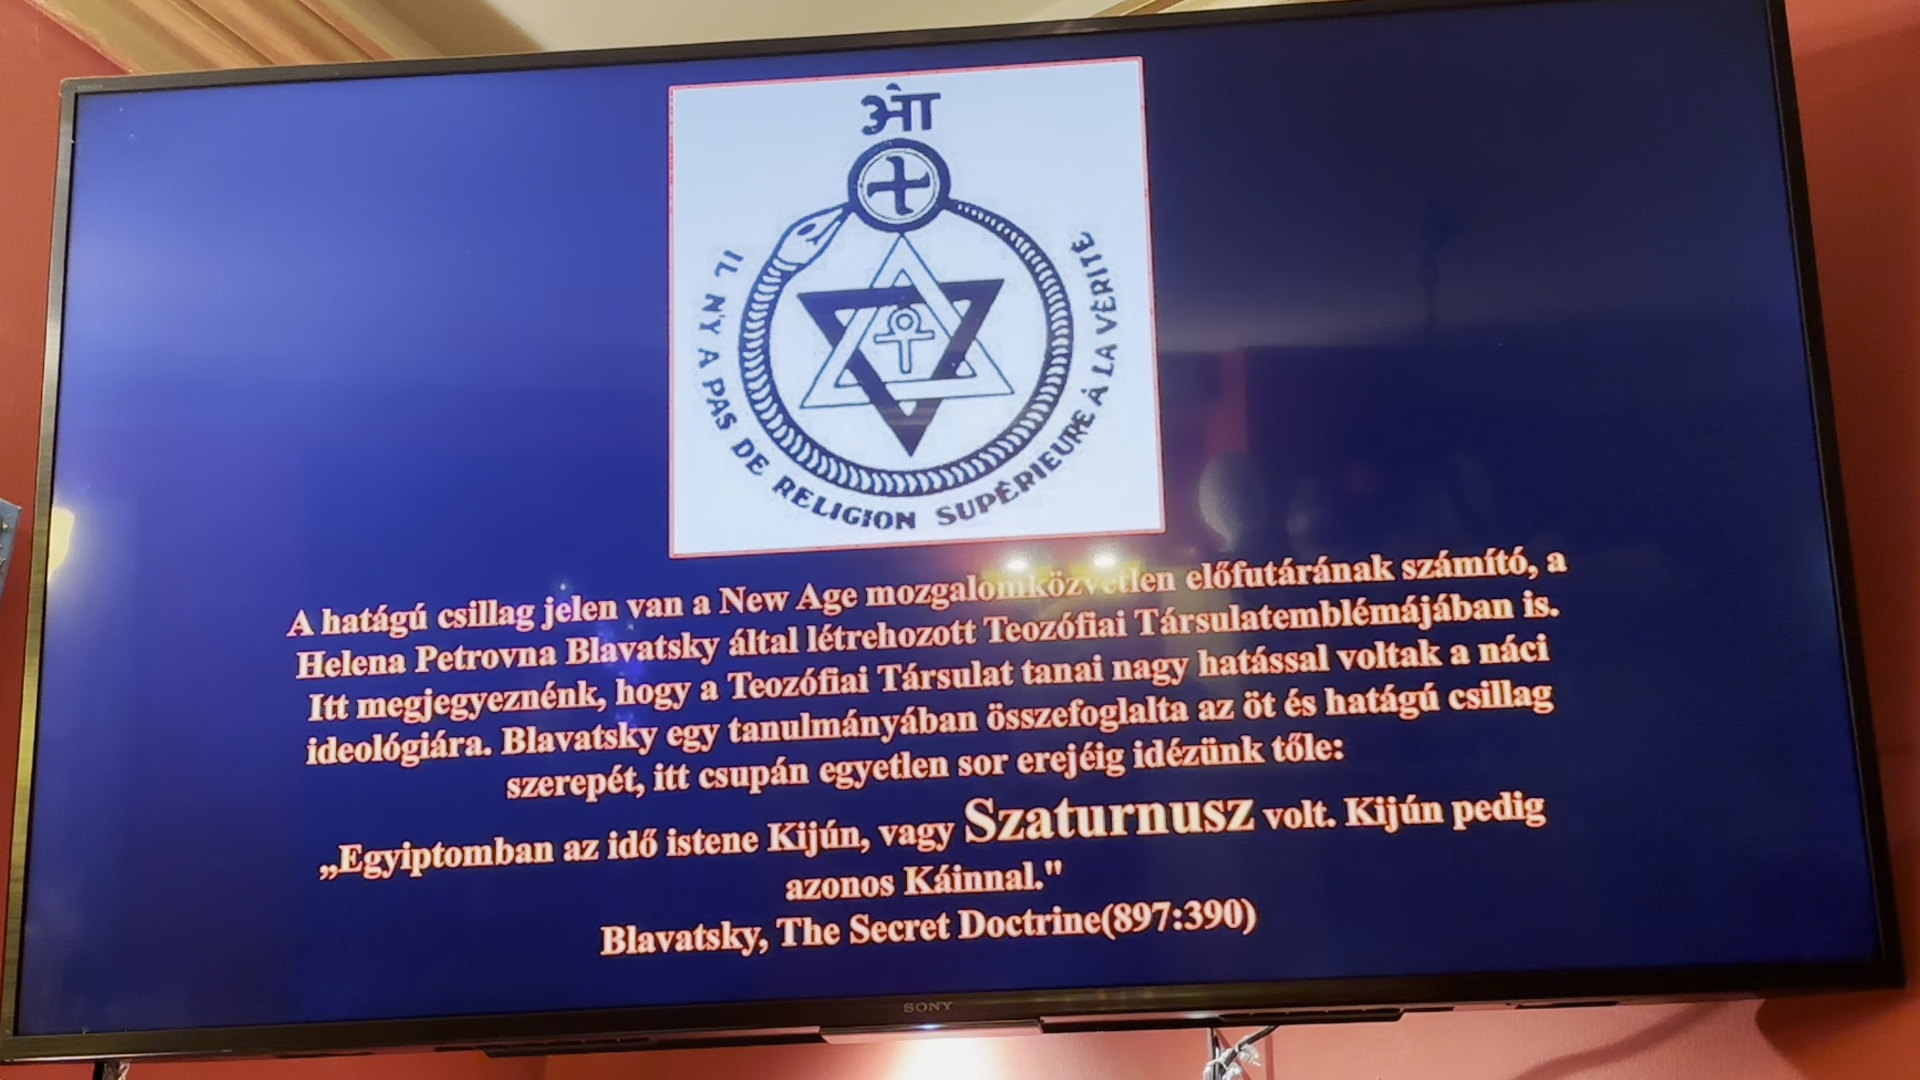 ओं
IL N'Y A PAS DE RELIGION SUPÉRIEURE À LA VÉRITÉ
A hatágú csillag jelen van a New Age mozgalomközvetlen előfutárának számító, a
Helena Petrovna Blavatsky által létrehozott Teozófiai Társulatemblémájában is.
Itt megjegyeznénk, hogy a Teozófiai Társulat tanai nagy hatással voltak a náci
ideológiára. Blavatsky egy tanulmányában összefoglalta az öt és hatágú csillag
szerepét, itt csupán egyetlen sor erejéig idézünk tőle:
„Egyiptomban az idő istene Kijún, vagy Szaturnusz volt. Kijún pedig
azonos Káinnal."
Blavatsky, The Secret Doctrine(897:390)
SONY